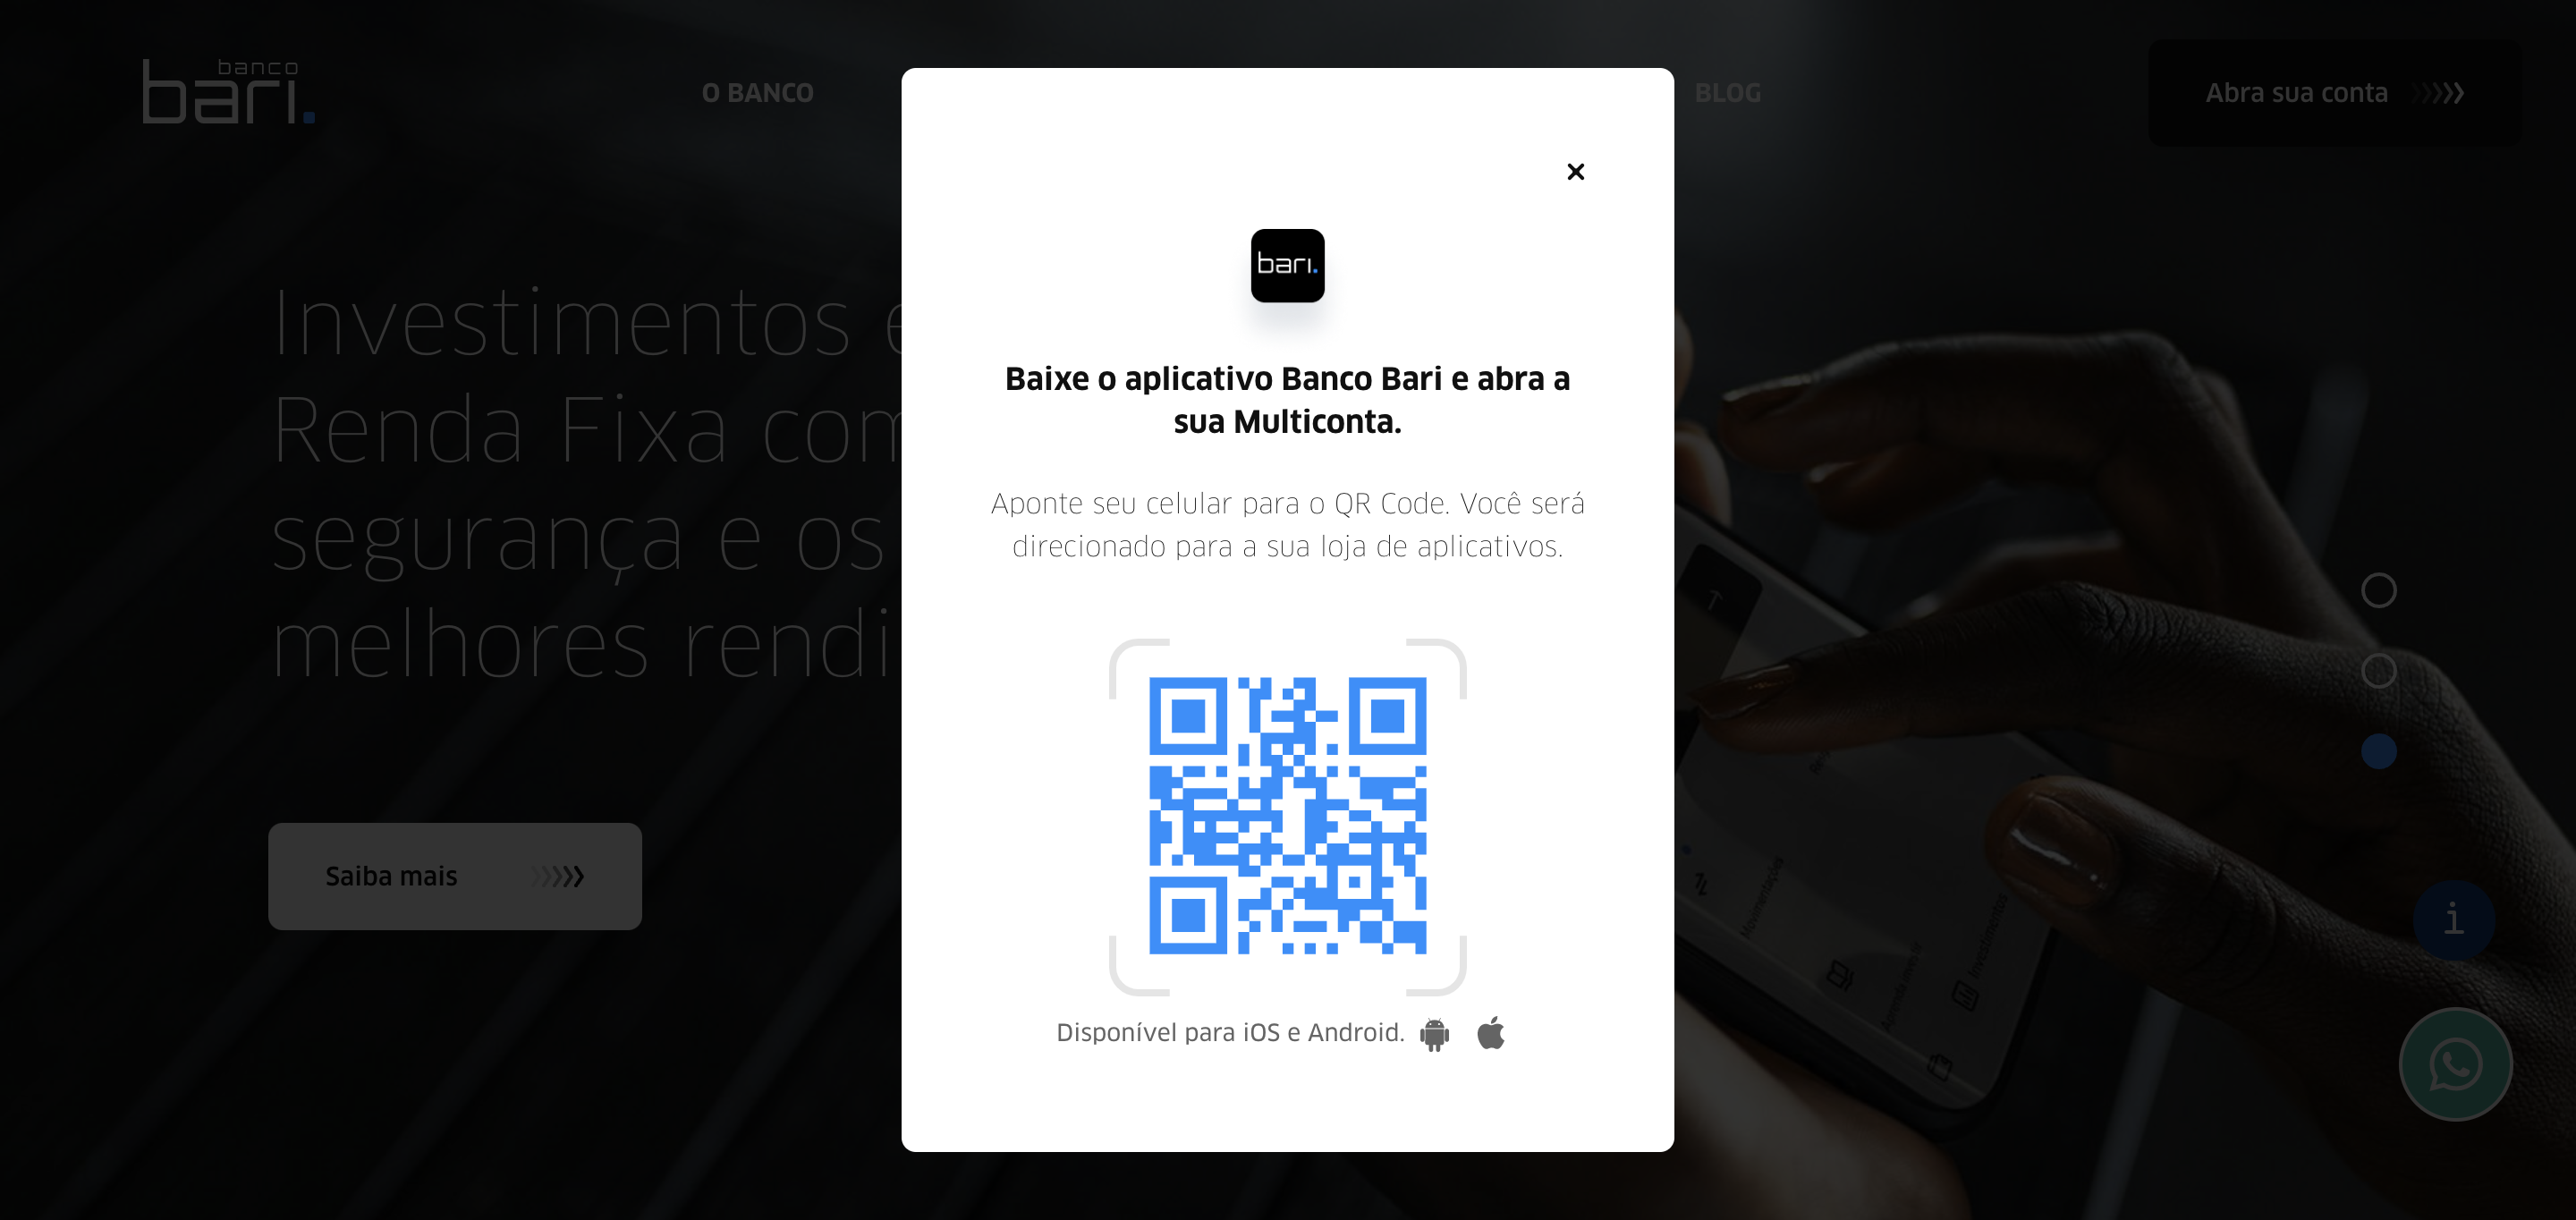 banco
bari.
O BANCO
BLOG
Abra sua conta
Investimentos
Renda Fixa
segurança e os
melhores
Saiba mais
bari.
Baixe o aplicativo Banco Bari e abra a
sua Multiconta.
Aponte seu celular para o QR Code. Você será
direcionado para a sua loja de aplicativos.
Disponível para iOS e Android.
Movimentações
Investimentos
i